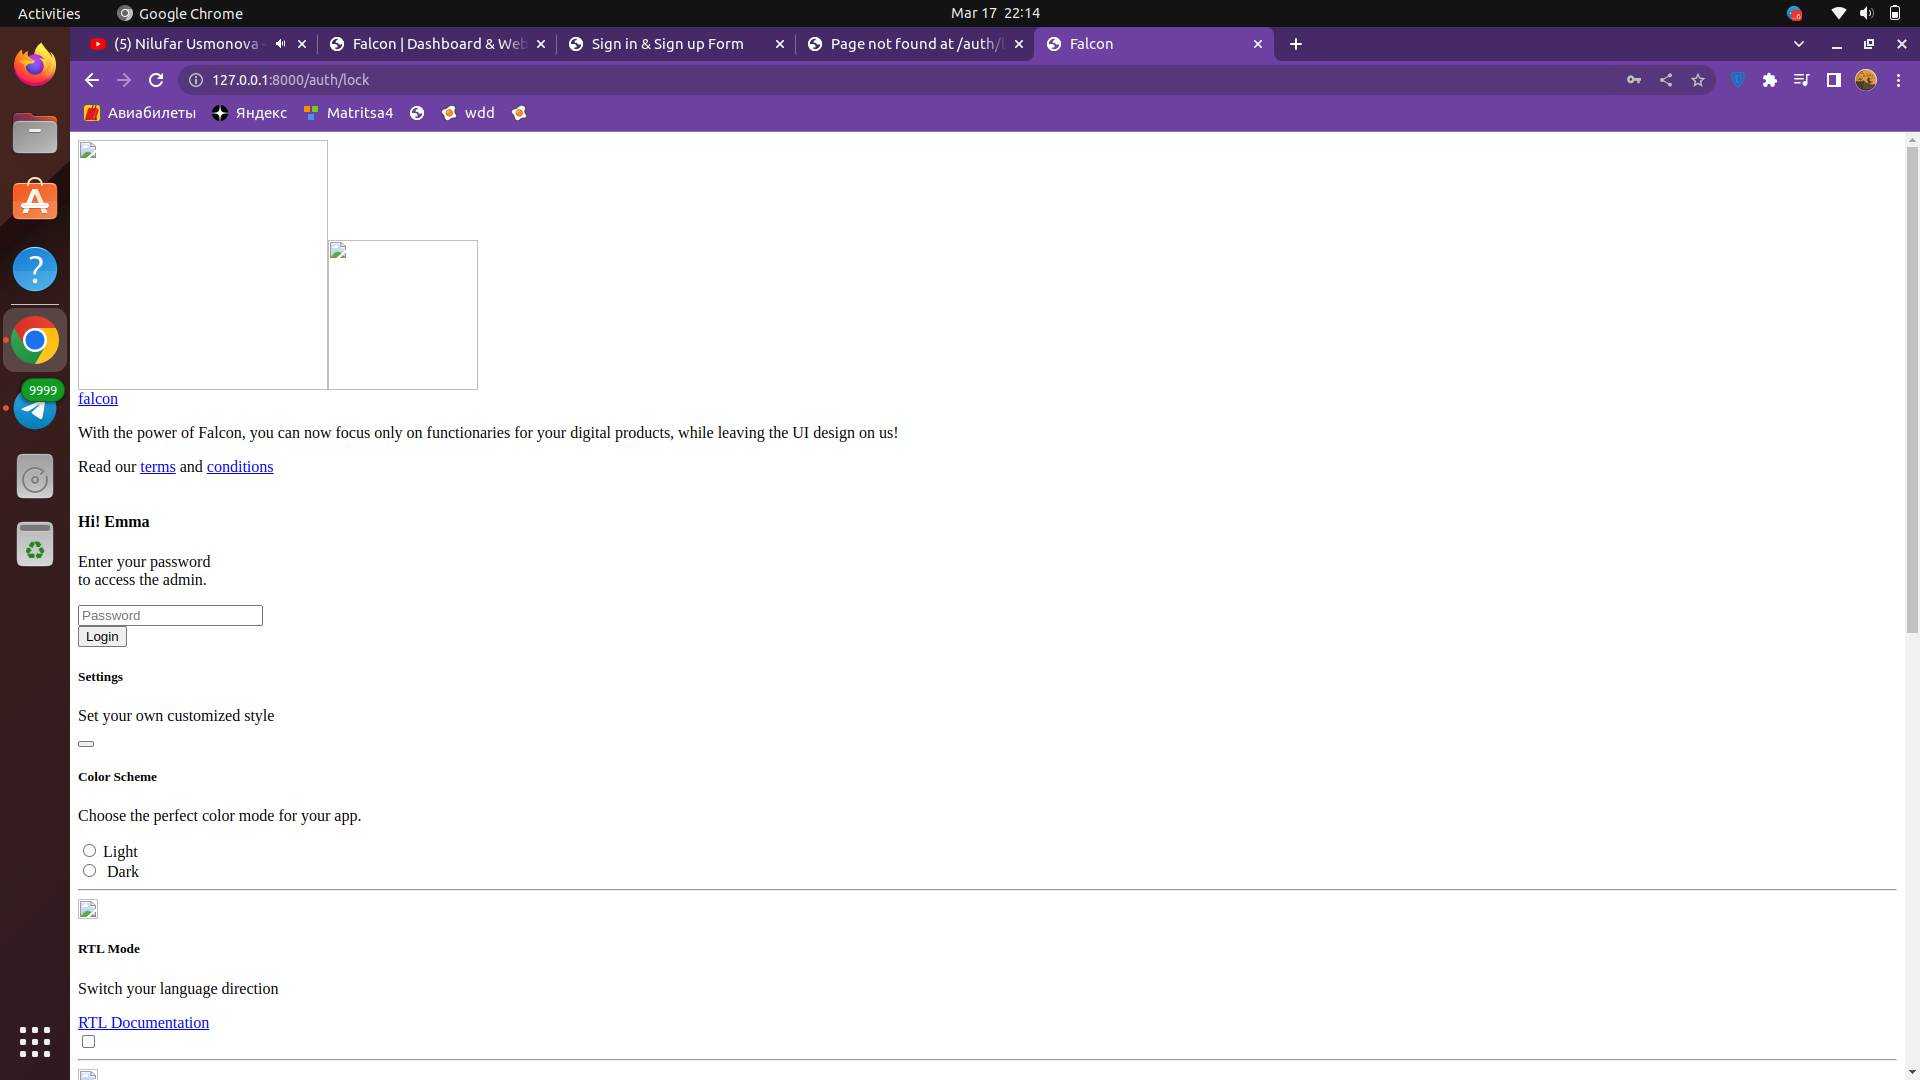 Activities
Google Chrome
Mar 17 22:14
(5) Nilufar Usmonova -
Falcon | Dashboard & Web
Sign in & Sign up Form
Page not found at /auth/l
Falcon
127.0.0.1:8000/auth/lock
Авиабилеты
Яндекс
Matritsa4
wdd
9999
falcon
With the power of Falcon, you can now focus only on functionaries for your digital products, while leaving the UI design on us!
Read our terms and conditions
Hi! Emma
Enter your password
to access the admin.
Password
Login
Settings
Set your own customized style
Color Scheme
Choose the perfect color mode for your app.
Light
Dark
RTL Mode
Switch your language direction
RTL Documentation